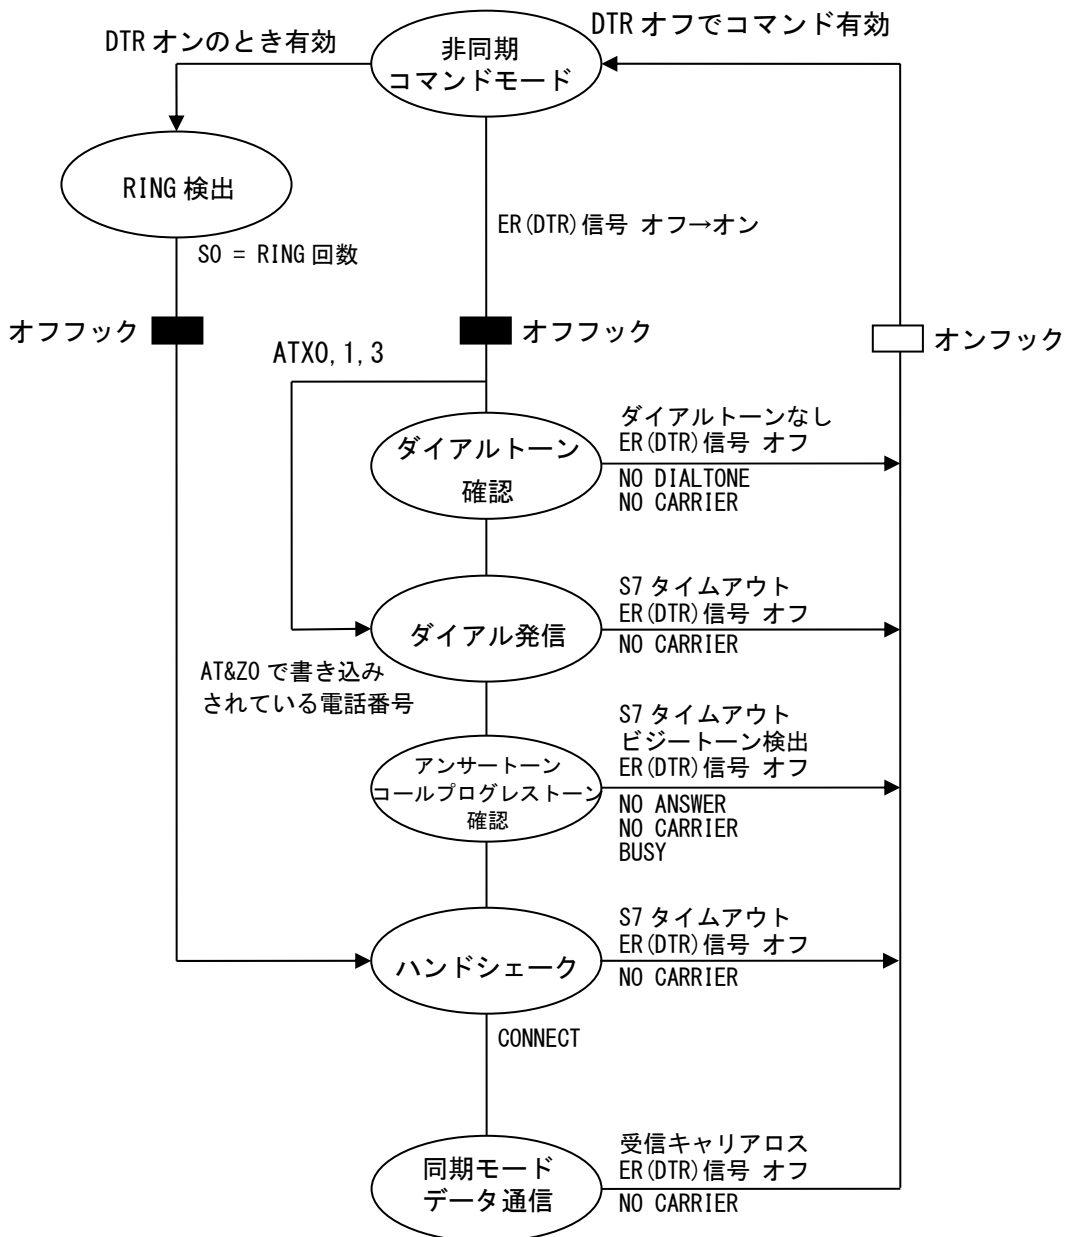 DTR オンのとき有効
DTR オフでコマンド有効
非同期
コマンドモード
RING 検出
ER(DTR)信号 オフ→オン
S0 = RING 回数
オフフック
オフフック
オンフック
ATX0,1,3
ダイアルトーン
確認
ダイアルトーンなし
ER(DTR)信号 オフ
NO DIALTONE
NO CARRIER
ダイアル発信
S7 タイムアウト
ER(DTR)信号 オフ
NO CARRIER
AT&Z0 で書き込み
されている電話番号
アンサートーン
コールプログレストーン
確認
S7 タイムアウト
ビジートーン検出
ER(DTR)信号 オフ
NO ANSWER
NO CARRIER
BUSY
ハンドシェーク
S7 タイムアウト
ER(DTR)信号 オフ
NO CARRIER
CONNECT
同期モード
データ通信
受信キャリアロス
ER(DTR)信号 オフ
NO CARRIER